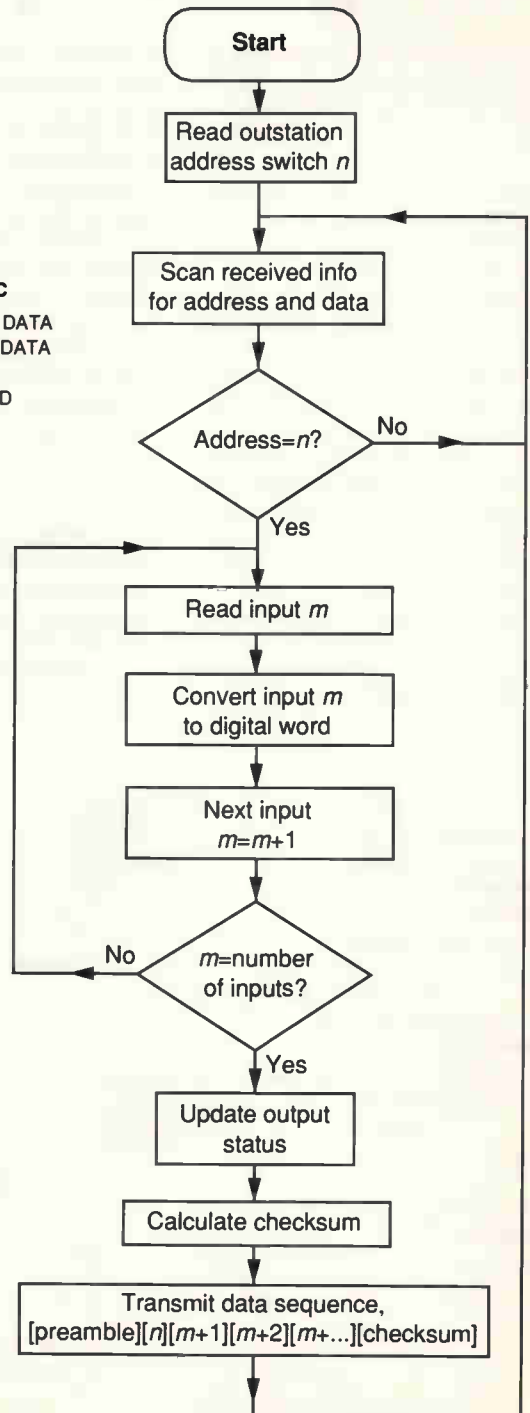 Start
Read outstation
address switch n
Scan received info
for address and data
C
DATA
DATA
D
Address=n?
No
Yes
Read input m
Convert input m
to digital word
Next input
m=m+1
No
m=number
of inputs?
Yes
Update output
status
Calculate checksum
Transmit data sequence,
[preamble][n][m+1][m+2][m+...][checksum]